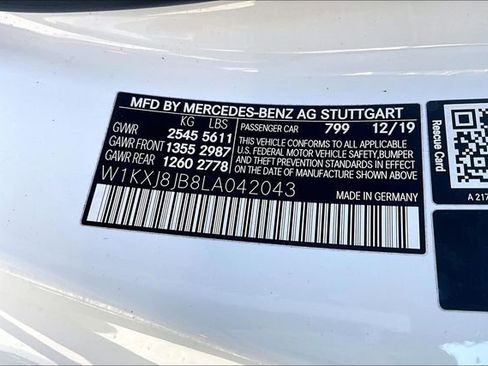 MFD BY MERCEDES-BENZ AG STUTTGART
KG LBS
GVWR 2545 5611
GAWR FRONT 1355 2987
GAWR REAR 1260 2778
PASSENGER CAR 799 12/19
THIS VEHICLE CONFORMS TO ALL APPLICABLE
U.S. FEDERAL MOTOR VEHICLE SAFETY,BUMPER
AND THEFT PREVENTION STANDARDS IN EFFECT
ON THE DATE OF MANUFACTURE SHOWN ABOVE.
W1KXJ8JB8LA042043
MADE IN GERMANY
Rescue Card
A 217